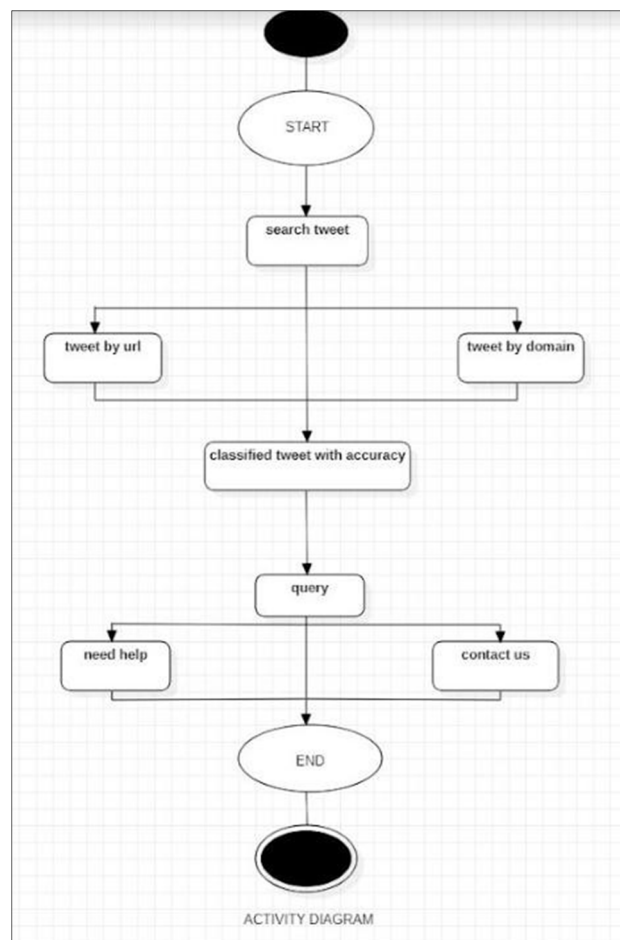 START
search tweet
tweet by url
tweet by domain
classified tweet with accuracy
query
need help
contact us
END
ACTIVITY DIAGRAM